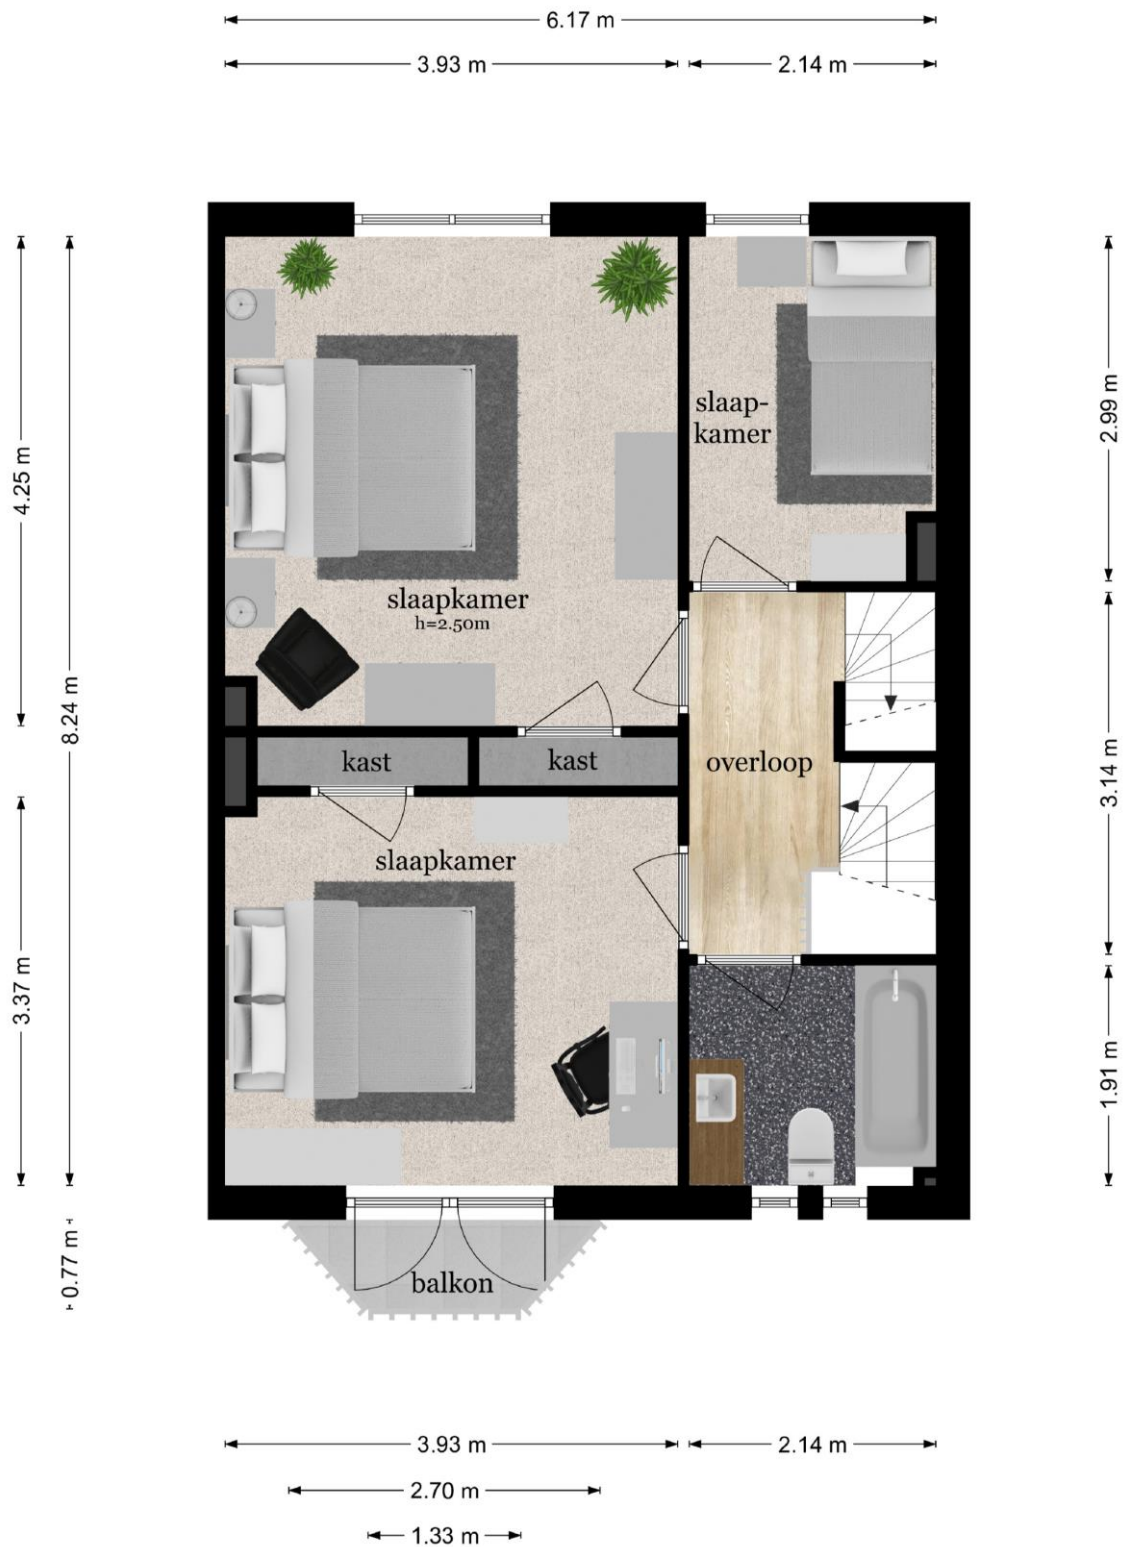 6.17 m
3.93 m
2.14 m
2.99 m
slaap-
kamer
4.25 m
slaapkamer
h=2.50m
8.24 m
kast
kast
overloop
3.14 m
slaapkamer
3.37 m
1.91 m
0.77 m
balkon
3.93 m
2.14 m
2.70 m
1.33 m